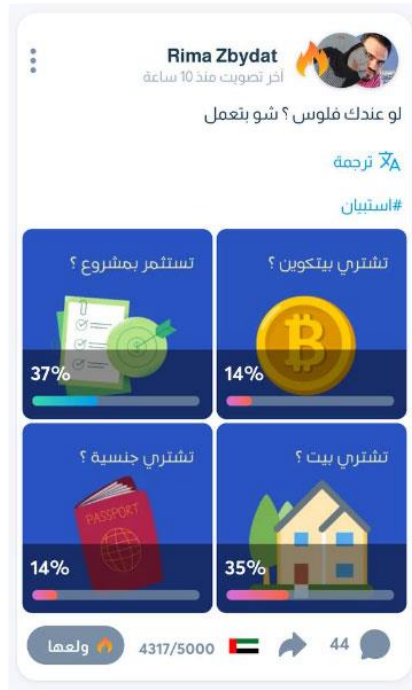 Rima Zbydat
آخر تصويت منذ 10 ساعة
لو عندك فلوس ؟ شو بتعمل
ترجمة
#استبيان
تشتري بيتكوين ؟
14%
تستثمر بمشروع ؟
37%
تشتري بيت ؟
35%
تشتري جنسية ؟
PASSPORT
14%
44
4317/5000
ولعها